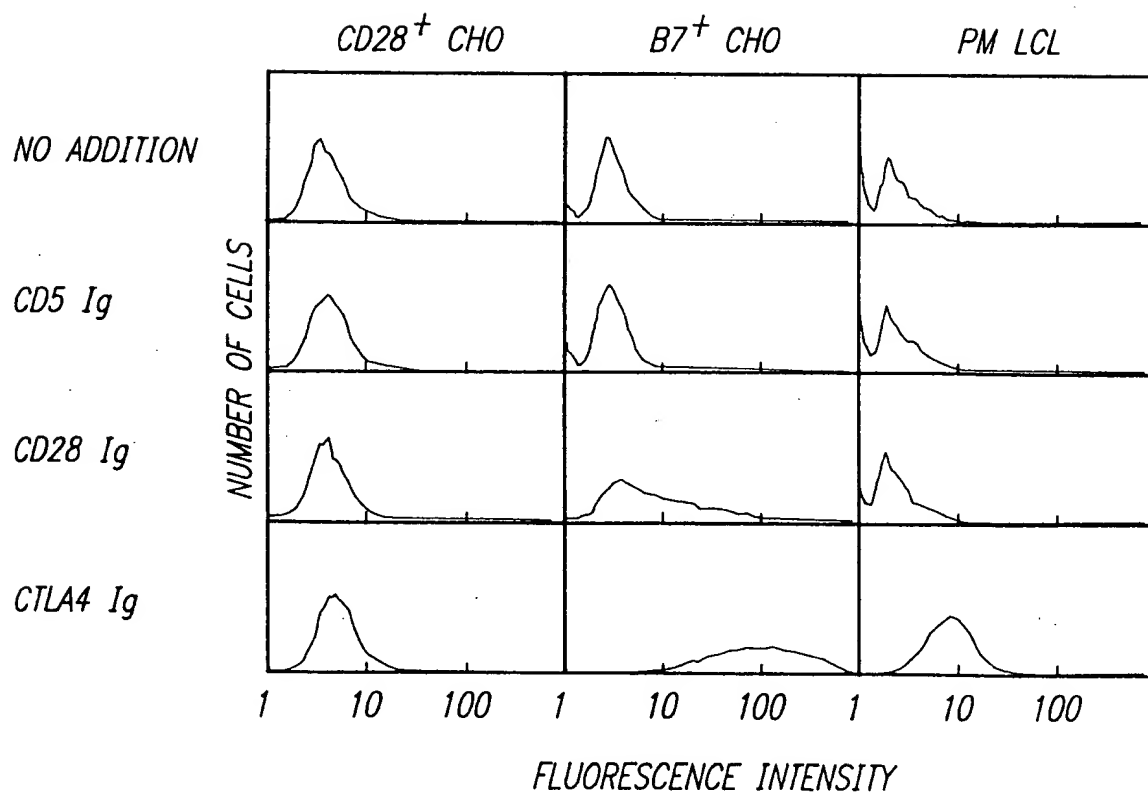 CD28+ CHO B7+ CHO PM LCL
NO ADDITION
CD5 Ig
CD28 Ig
CTLA4 Ig
NUMBER OF CELLS
1 10 100 1 10 100 1 10 100
FLUORESCENCE INTENSITY